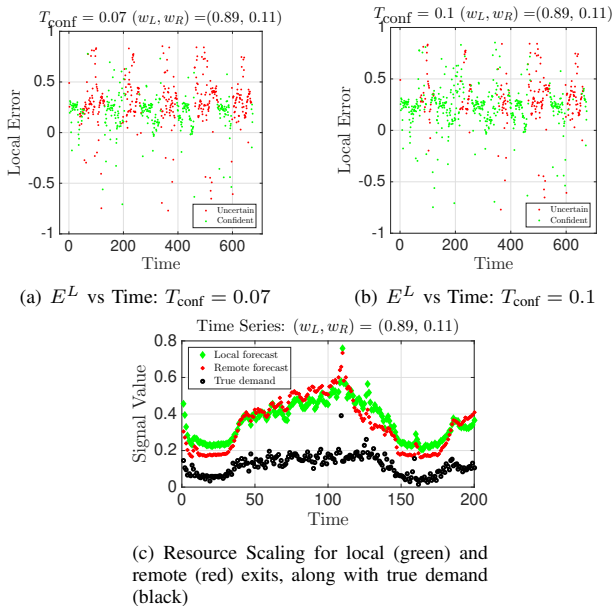 T_conf = 0.07 (w_L, w_R) =(0.89, 0.11)
1
0.5
0
-0.5
-1
Local Error
Uncertain
Confident
0 200 400 600
Time
(a) E^L vs Time: T_conf = 0.07
T_conf = 0.1 (w_L, w_R) =(0.89, 0.11)
1
0.5
0
-0.5
-1
Local Error
Uncertain
Confident
0 200 400 600
Time
(b) E^L vs Time: T_conf = 0.1
Time Series: (w_L, w_R) = (0.89, 0.11)
0.8
0.6
0.4
0.2
0
Signal Value
Local forecast
Remote forecast
True demand
0 50 100 150 200
Time
(c) Resource Scaling for local (green) and
remote (red) exits, along with true demand
(black)